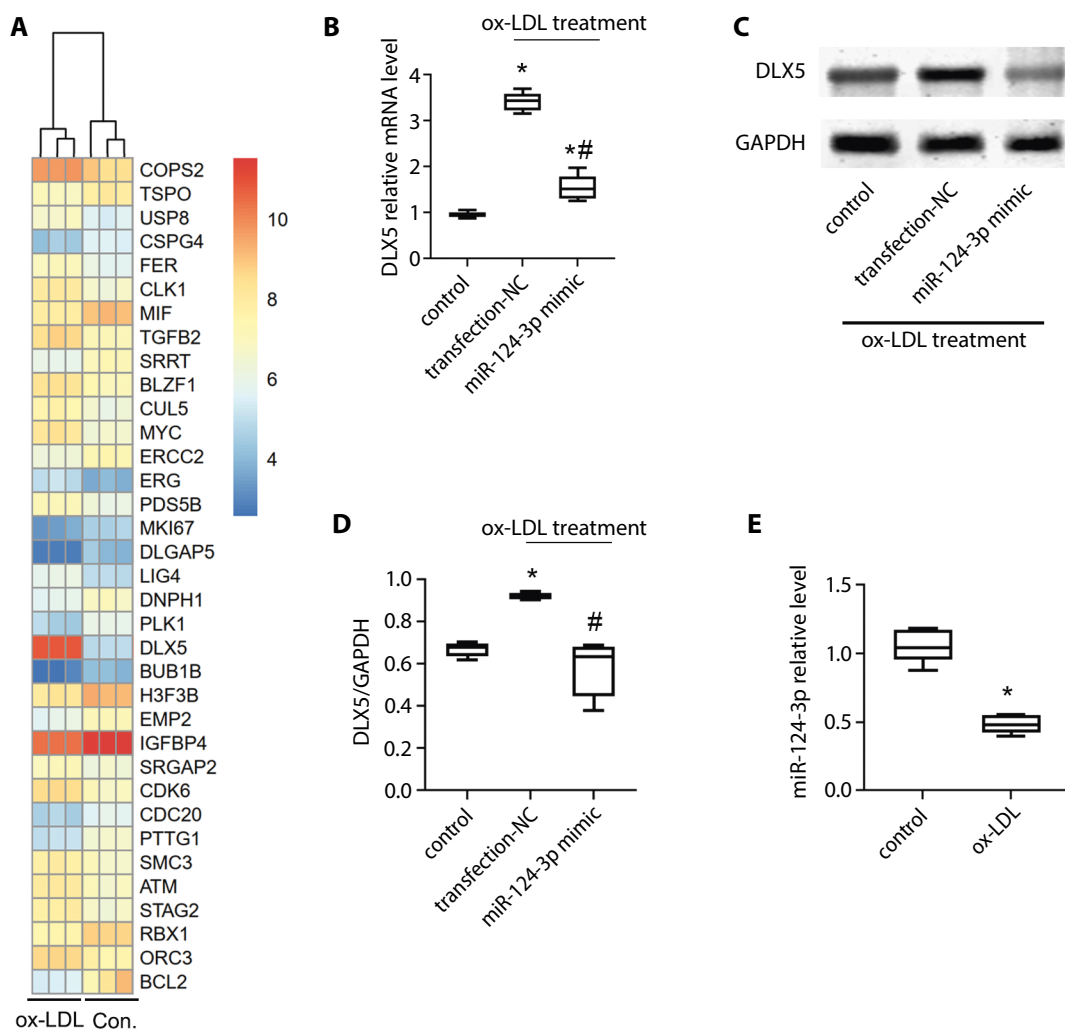 A
COPS2
TSPO
USP8
CSPG4
FER
CLK1
MIF
TGFB2
SRRT
BLZF1
CUL5
MYC
ERCC2
ERG
PDS5B
MKI67
DLGAP5
LIG4
DNPH1
PLK1
DLX5
BUB1B
H3F3B
EMP2
IGFBP4
SRGAP2
CDK6
CDC20
PTTG1
SMC3
ATM
STAG2
RBX1
ORC3
BCL2
ox-LDL Con.
10
8
6
4
B
ox-LDL treatment
DLX5 relative mRNA level
4
3
2
1
0
*
*#
control
transfection-NC
miR-124-3p mimic
C
DLX5
GAPDH
control
transfection-NC
miR-124-3p mimic
ox-LDL treatment
D
ox-LDL treatment
DLX5/GAPDH
1.0
0.8
0.6
0.4
0.2
0.0
*
#
control
transfection-NC
miR-124-3p mimic
E
miR-124-3p relative level
1.5
1.0
0.5
0.0
*
control
ox-LDL